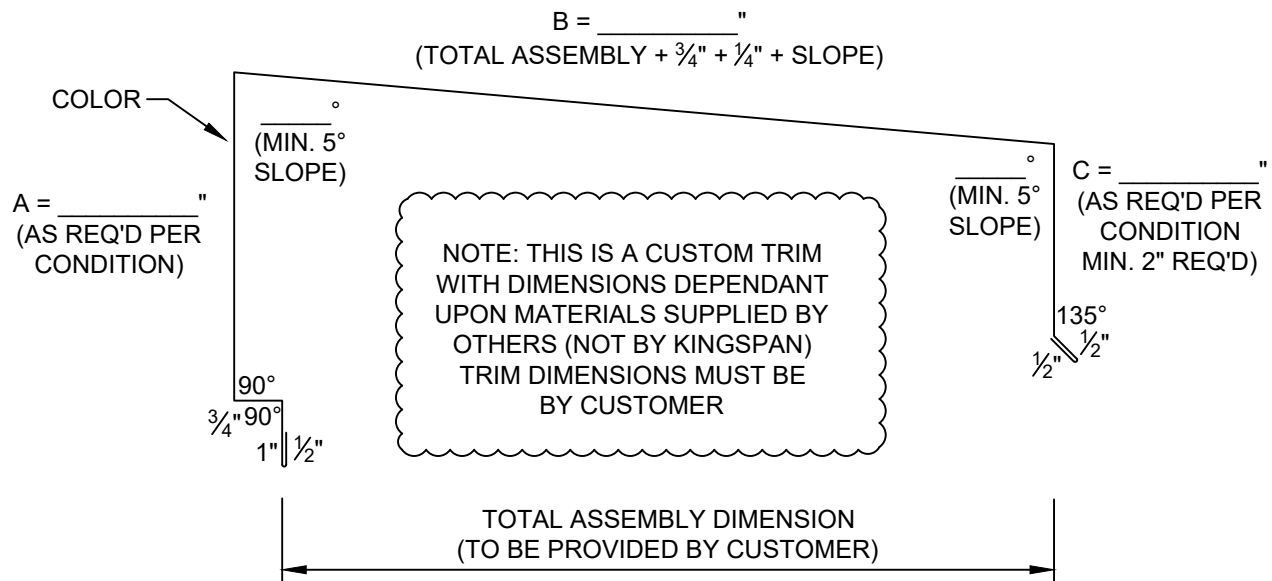 B = __________"
(TOTAL ASSEMBLY + ¾" + ¼" + SLOPE)
COLOR
_____°
(MIN. 5°
SLOPE)
A = __________"
(AS REQ'D PER
CONDITION)
NOTE: THIS IS A CUSTOM TRIM
WITH DIMENSIONS DEPENDANT
UPON MATERIALS SUPPLIED BY
OTHERS (NOT BY KINGSPAN)
TRIM DIMENSIONS MUST BE
BY CUSTOMER
_____°
(MIN. 5°
SLOPE)
C = __________"
(AS REQ'D PER
CONDITION
MIN. 2" REQ'D)
135°
½"
½"
90°
¾"
90°
1"
½"
TOTAL ASSEMBLY DIMENSION
(TO BE PROVIDED BY CUSTOMER)